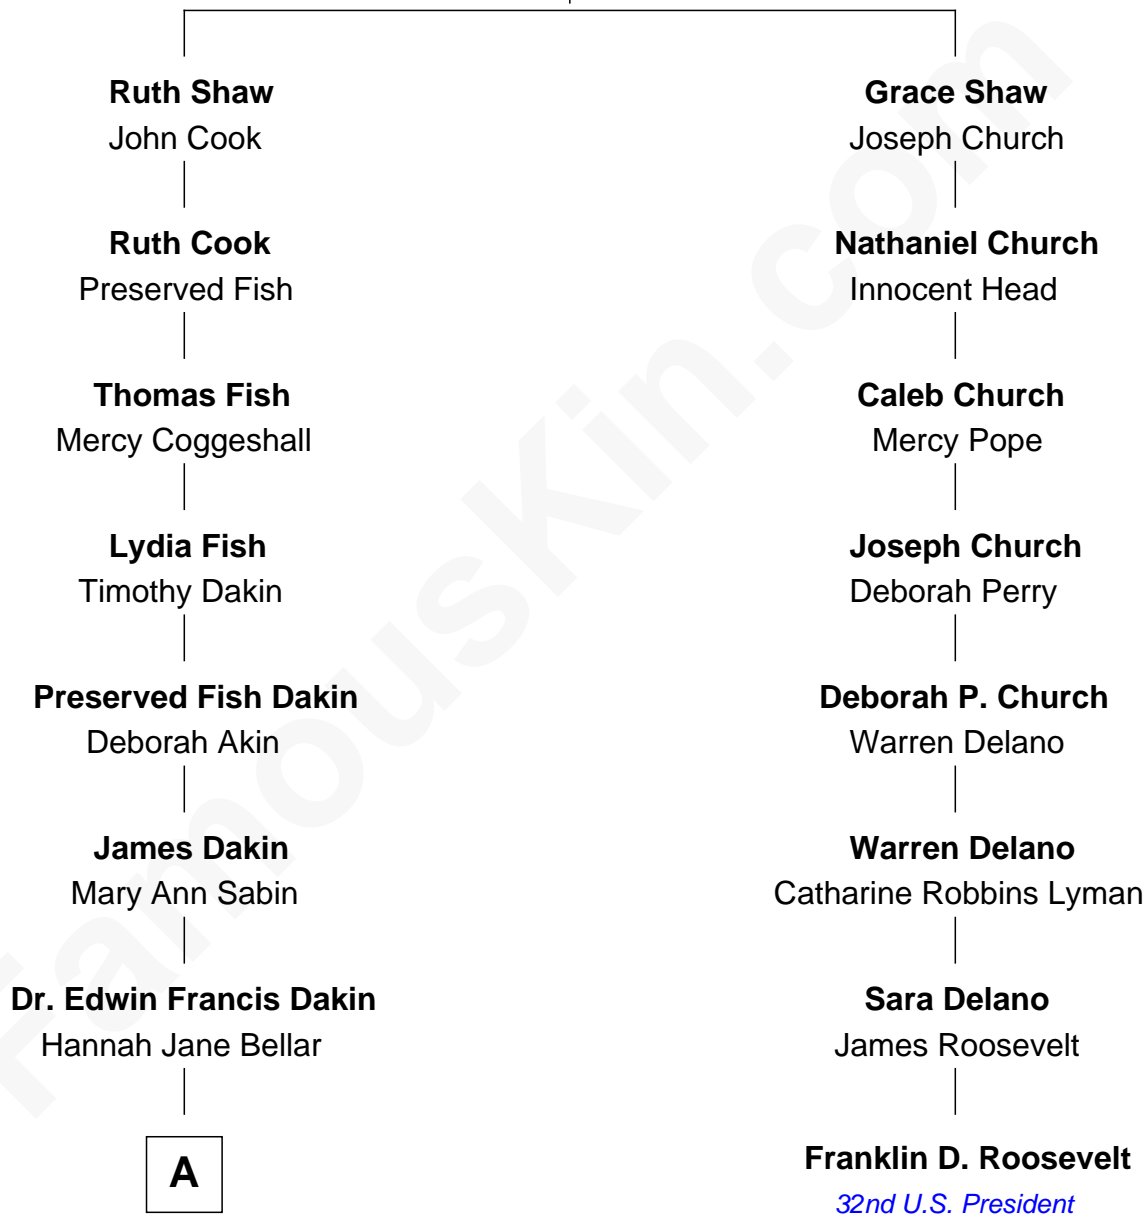 Ruth Shaw
John Cook
Ruth Cook
Preserved Fish
Thomas Fish
Mercy Coggeshall
Lydia Fish
Timothy Dakin
Preserved Fish Dakin
Deborah Akin
James Dakin
Mary Ann Sabin
Dr. Edwin Francis Dakin
Hannah Jane Bellar
A
Grace Shaw
Joseph Church
Nathaniel Church
Innocent Head
Caleb Church
Mercy Pope
Joseph Church
Deborah Perry
Deborah P. Church
Warren Delano
Warren Delano
Catharine Robbins Lyman
Sara Delano
James Roosevelt
Franklin D. Roosevelt
32nd U.S. President
FamousKin.com